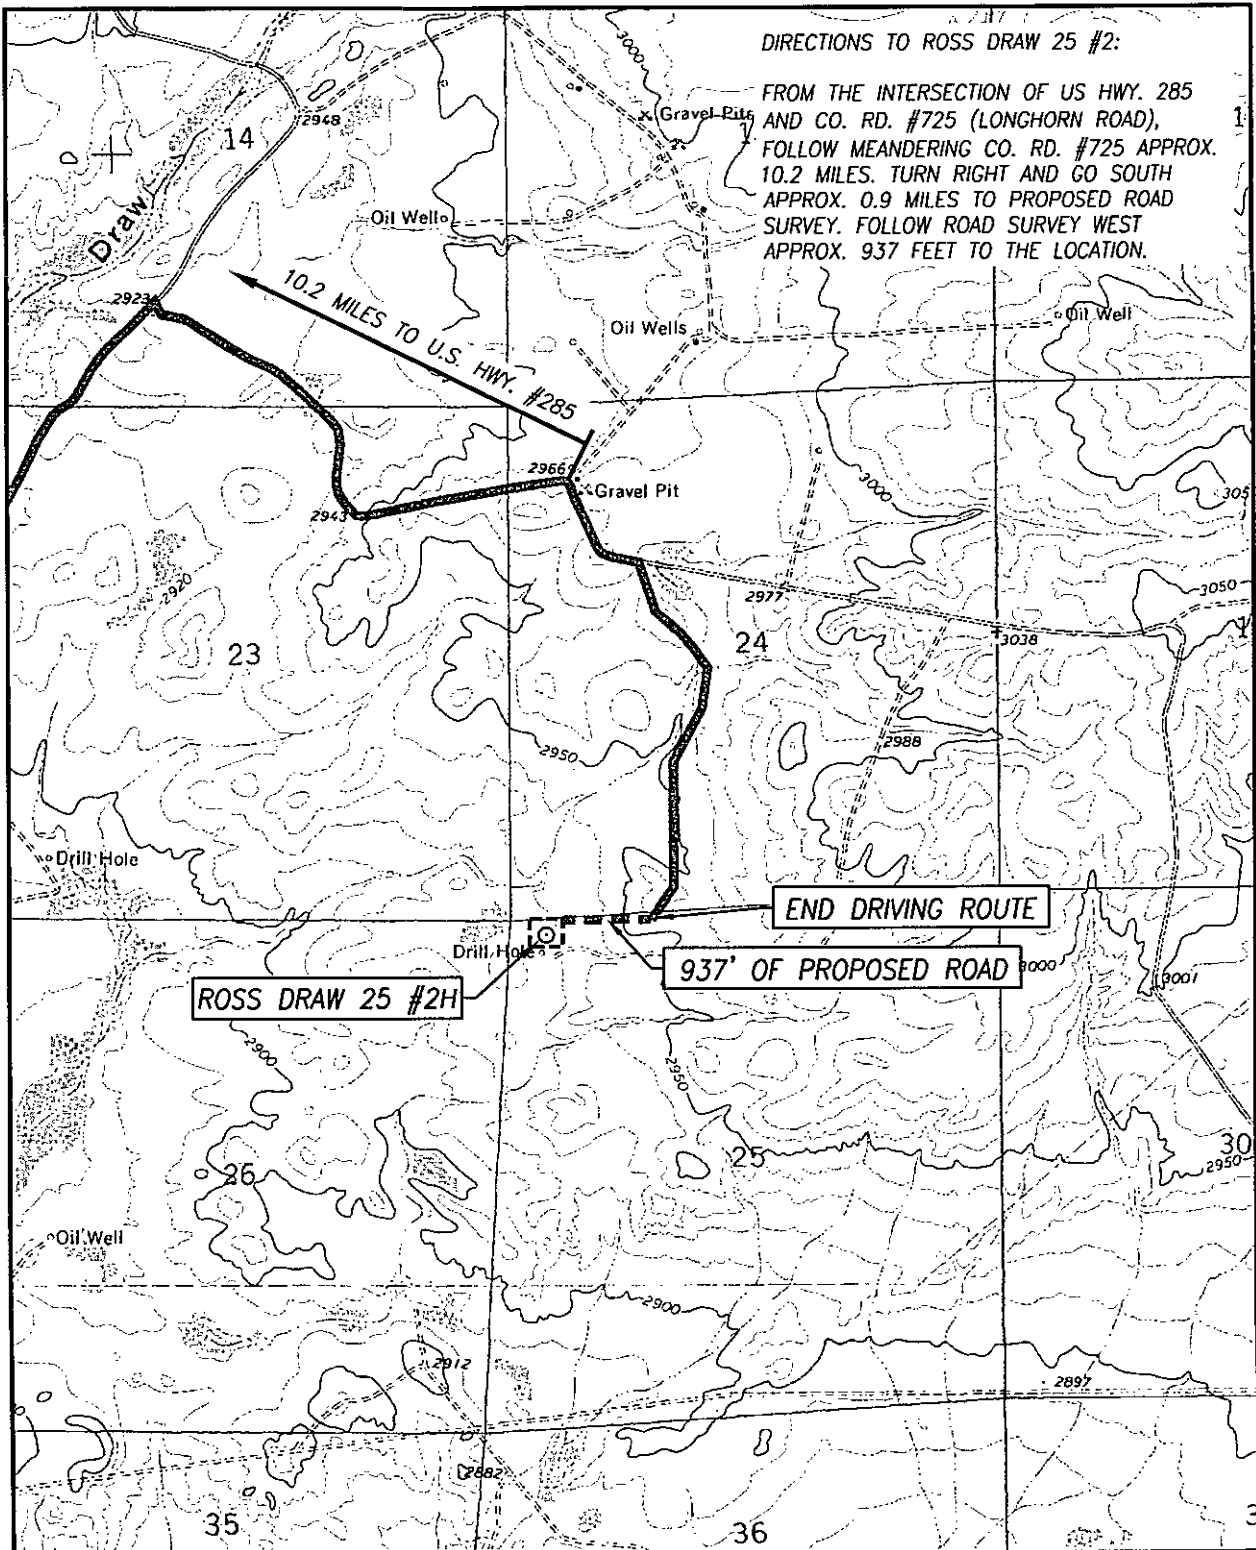 DIRECTIONS TO ROSS DRAW 25 #2:
FROM THE INTERSECTION OF US HWY. 285
AND CO. RD. #725 (LONGHORN ROAD),
FOLLOW MEANDERING CO. RD. #725 APPROX.
10.2 MILES. TURN RIGHT AND GO SOUTH
APPROX. 0.9 MILES TO PROPOSED ROAD
SURVEY. FOLLOW ROAD SURVEY WEST
APPROX. 937 FEET TO THE LOCATION.
3000
Gravel Pits
2948
14
1
Draw
Oil Well
2923
10.2 MILES TO U.S. HWY. #285
Oil Wells
Oil Well
2966
Gravel Pit
2943
3000
305
2920
2977
3050
23
24
3038
1
2950
2988
Drill Hole
END DRIVING ROUTE
Drill Hole
937' OF PROPOSED ROAD
3000
3001
ROSS DRAW 25 #2H
2900
2950
26
25
30
2950
Oil Well
2900
2912
2897
2882
35
36
3